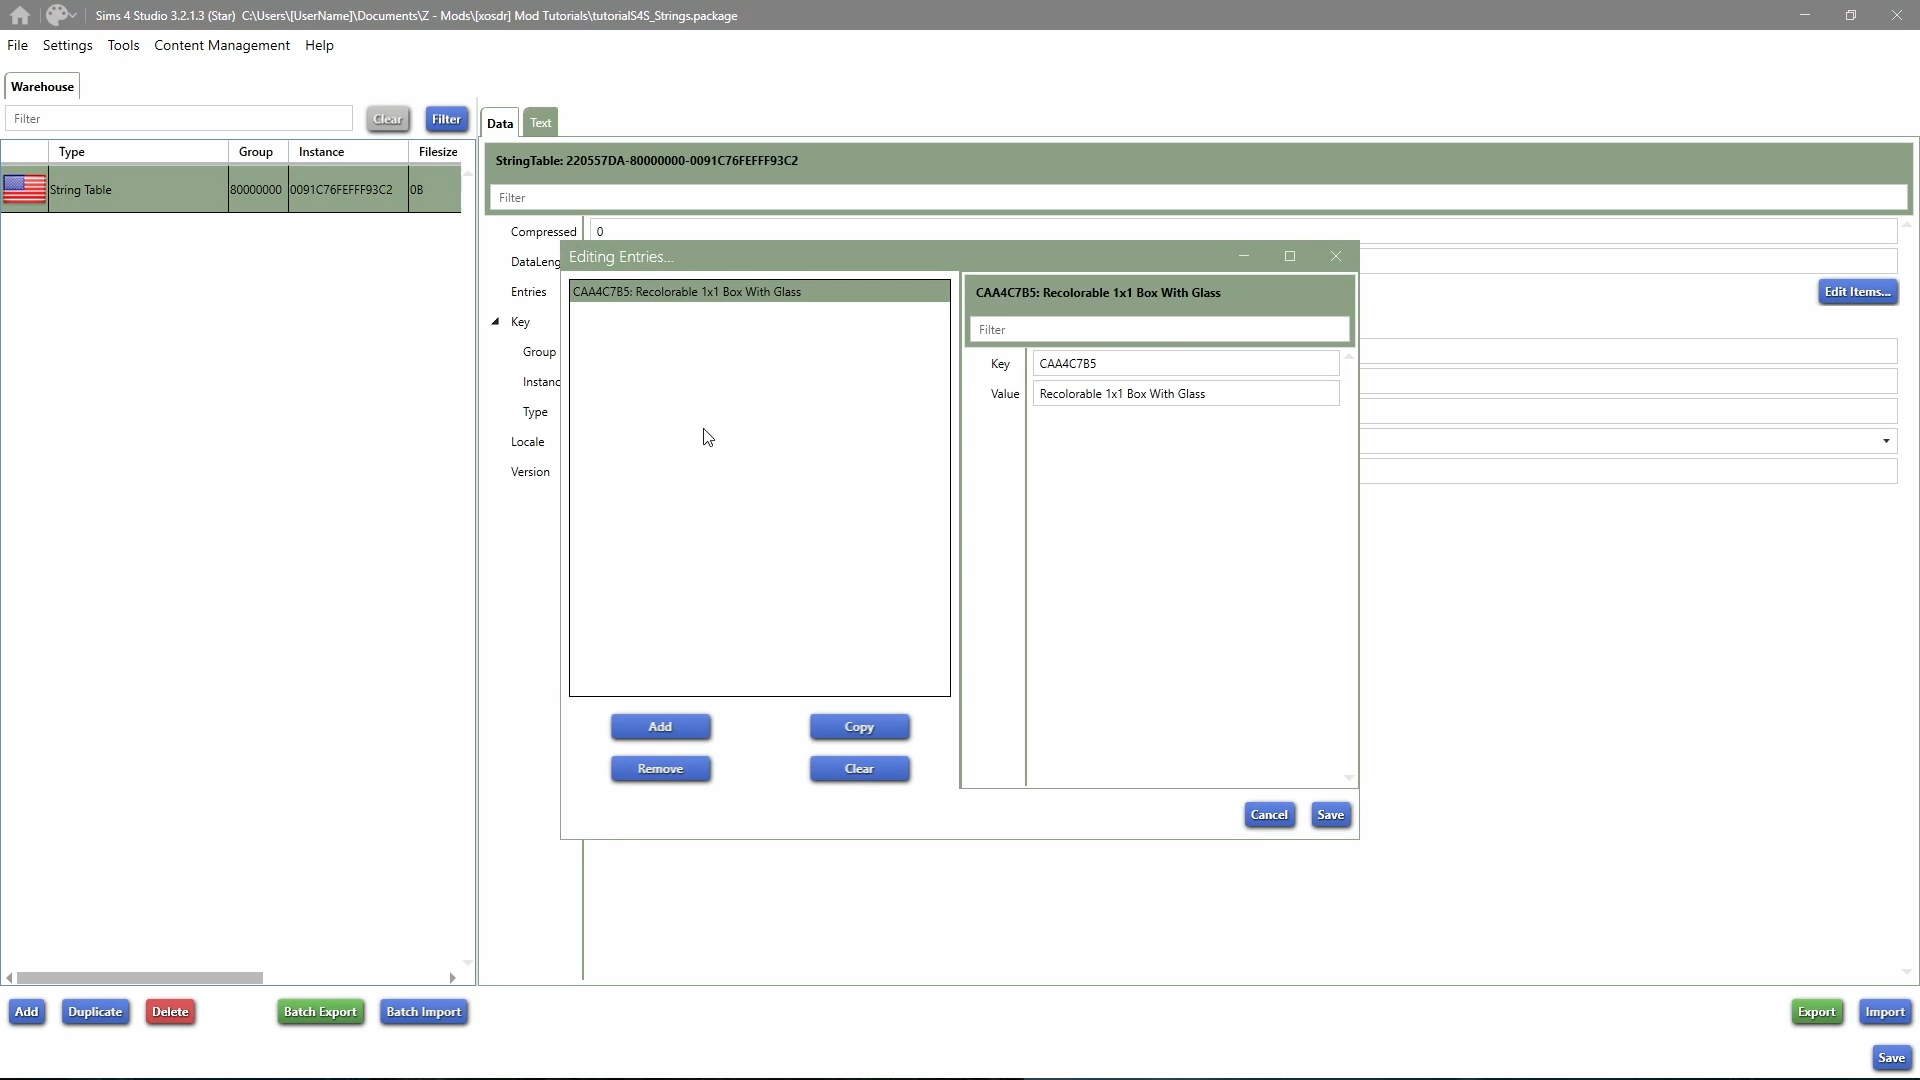 Sims 4 Studio 3.2.1.3 (Star) C:\Users\[UserName]\Documents\Z - Mods\[xosdr] Mod Tutorials\tutorialS4S_Strings.package
File Settings Tools Content Management Help
Warehouse
Filter Clear Filter
Data Text
Type Group Instance Filesize
String Table 80000000 0091C76FEFFF93C2 0B
StringTable: 220557DA-80000000-0091C76FEFFF93C2
Filter
Compressed 0
DataLeng
Entries Edit Items...
Key
Group
Instanc
Type
Locale
Version
Editing Entries...
CAA4C7B5: Recolorable 1x1 Box With Glass
Add Copy
Remove Clear
CAA4C7B5: Recolorable 1x1 Box With Glass
Filter
Key CAA4C7B5
Value Recolorable 1x1 Box With Glass
Cancel Save
Add Duplicate Delete Batch Export Batch Import Export Import
Save